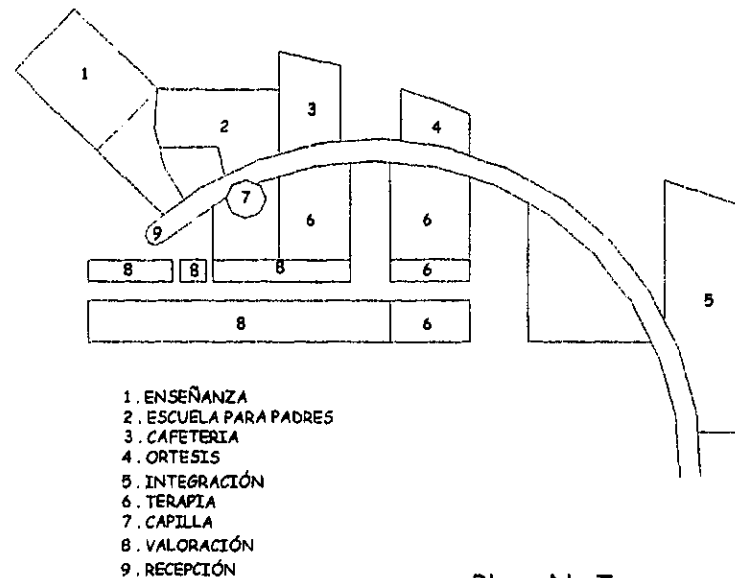 1
2
3
4
7
6
6
9
8
8
8
6
5
8
6
1. ENSEÑANZA
2. ESCUELA PARA PADRES
3. CAFETERIA
4. ORTESIS
5. INTEGRACIÓN
6. TERAPIA
7. CAPILLA
8. VALORACIÓN
9. RECEPCIÓN